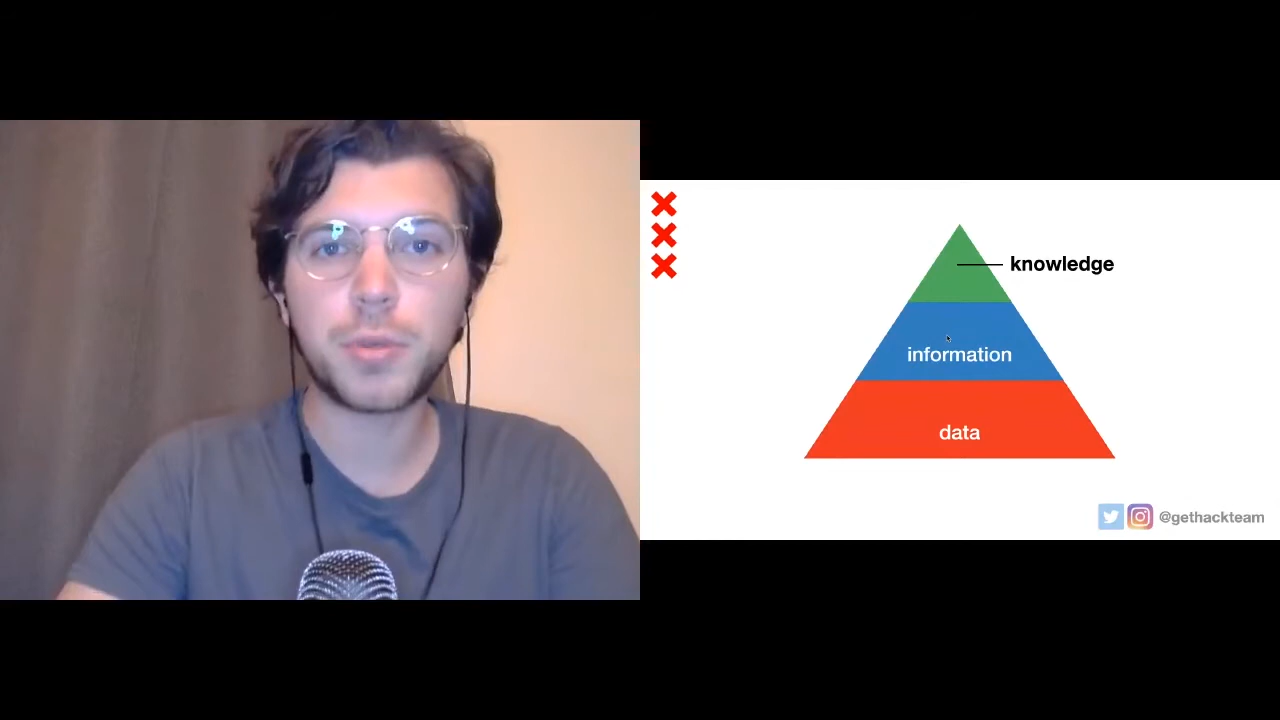 knowledge
information
data
@gethackteam